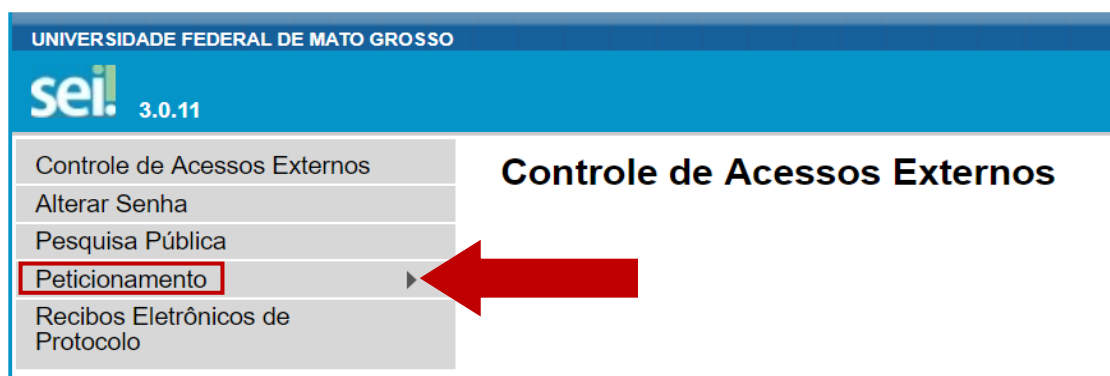 UNIVERSIDADE FEDERAL DE MATO GROSSO
sei! 3.0.11
Controle de Acessos Externos
Alterar Senha
Pesquisa Pública
Peticionamento
Recibos Eletrônicos de
Protocolo
Controle de Acessos Externos